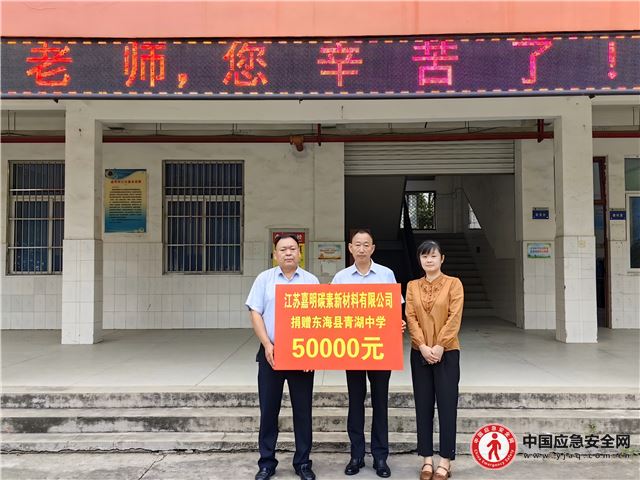 老师,您辛苦了!
江苏嘉明碳素新材料有限公司
捐赠东海县青湖中学
50000元
中国应急安全网